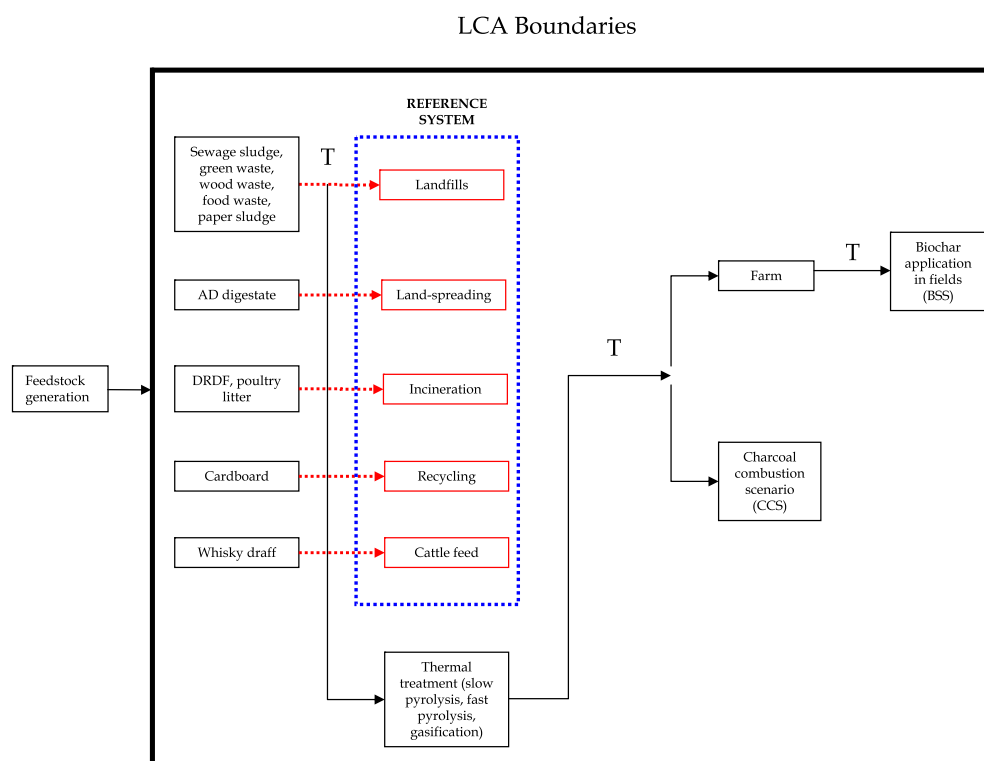 LCA Boundaries
REFERENCE
SYSTEM
Sewage sludge,
green waste,
wood waste,
food waste,
paper sludge
T
Landfills
AD digestate
Land-spreading
Feedstock
generation
DRDF, poultry
litter
Incineration
Cardboard
Recycling
Whisky draff
Cattle feed
Thermal
treatment (slow
pyrolysis, fast
pyrolysis,
gasification)
T
Farm
T
Biochar
application
in fields
(BSS)
Charcoal
combustion
scenario
(CCS)